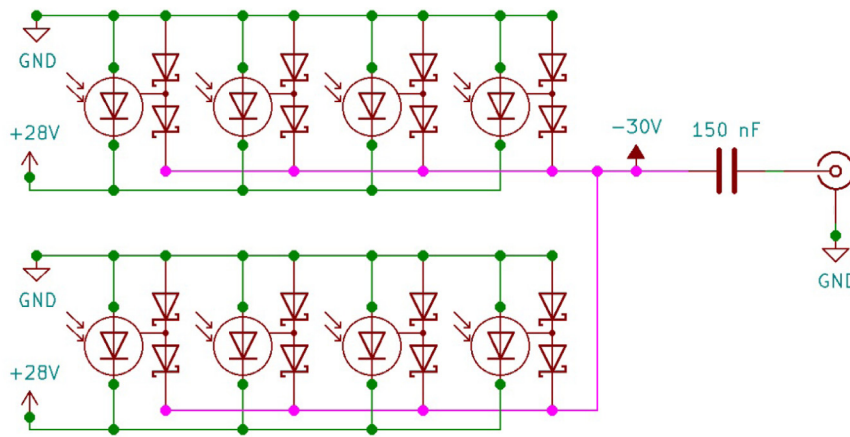 GND
+28V
-30V
150 nF
GND
GND
+28V